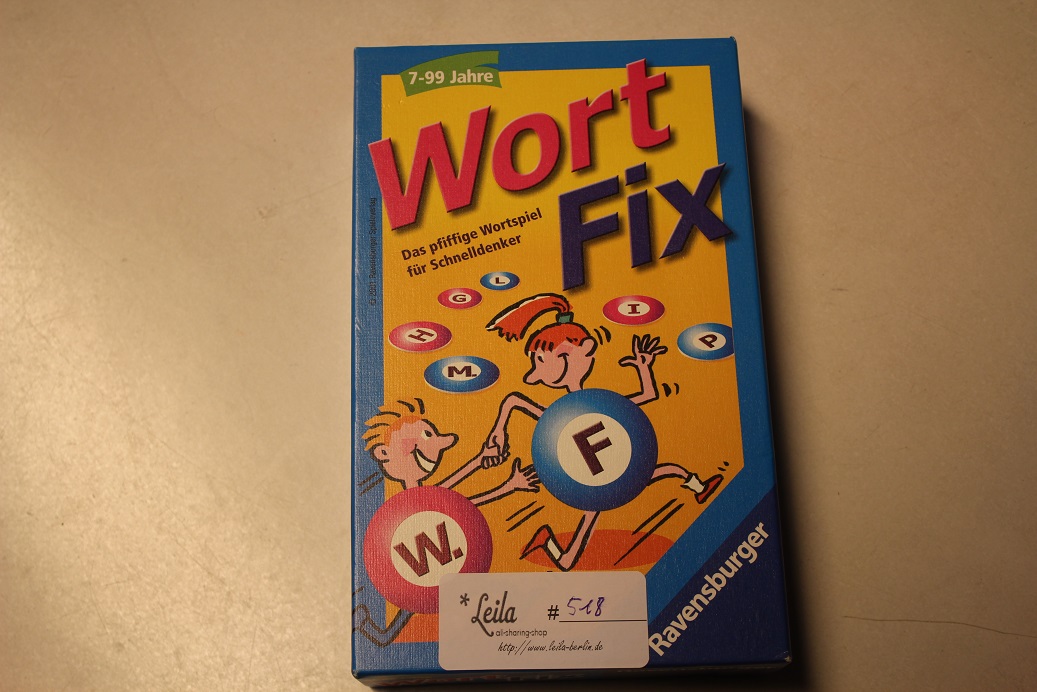 7-99 Jahre
Wort
Fix
Das pfiffige Wortspiel
für Schnelldenker
L
G
I
H
P
M.
F
W.
Ravensburger
*Leila
all-sharing-shop
# 518
http://www.leila-berlin.de